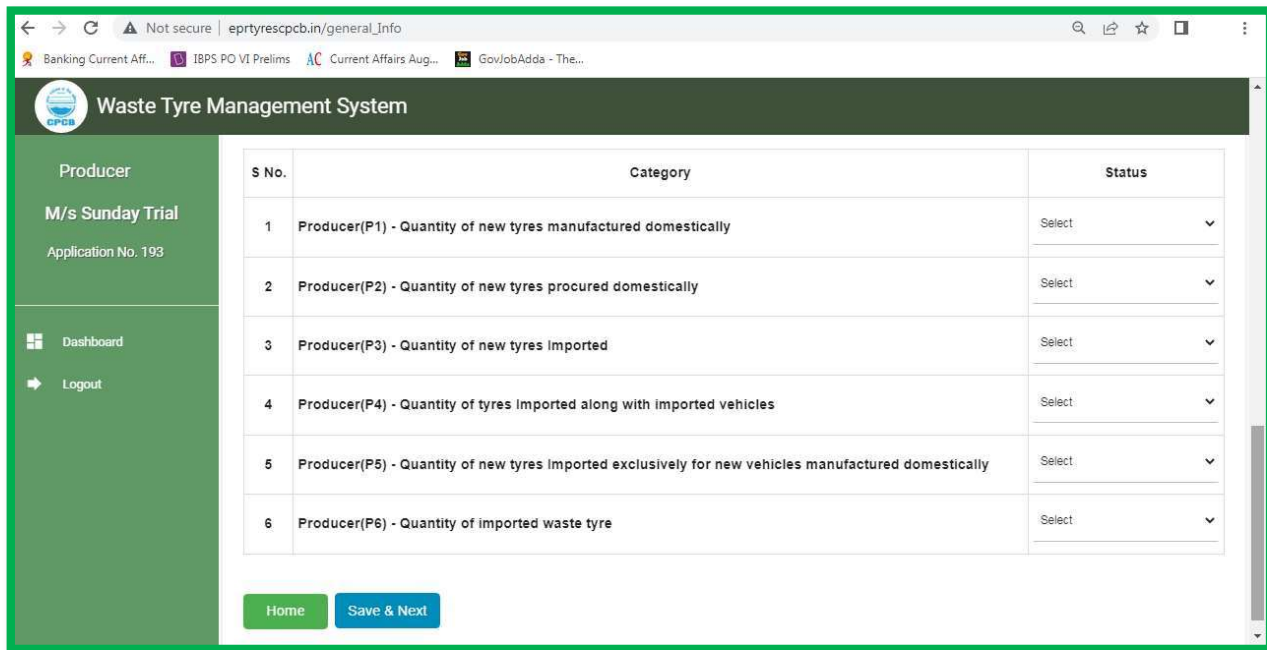 Not secure | eprtyrescpcb.in/general_Info
Banking Current Aff... IBPS PO VI Prelims AC Current Affairs Aug... GovJobAdda - The...
CPCB Waste Tyre Management System
Producer
M/s Sunday Trial
Application No. 193
Dashboard
Logout
S No. Category Status
1 Producer(P1) - Quantity of new tyres manufactured domestically Select
2 Producer(P2) - Quantity of new tyres procured domestically Select
3 Producer(P3) - Quantity of new tyres Imported Select
4 Producer(P4) - Quantity of tyres Imported along with imported vehicles Select
5 Producer(P5) - Quantity of new tyres Imported exclusively for new vehicles manufactured domestically Select
6 Producer(P6) - Quantity of imported waste tyre Select
Home Save & Next